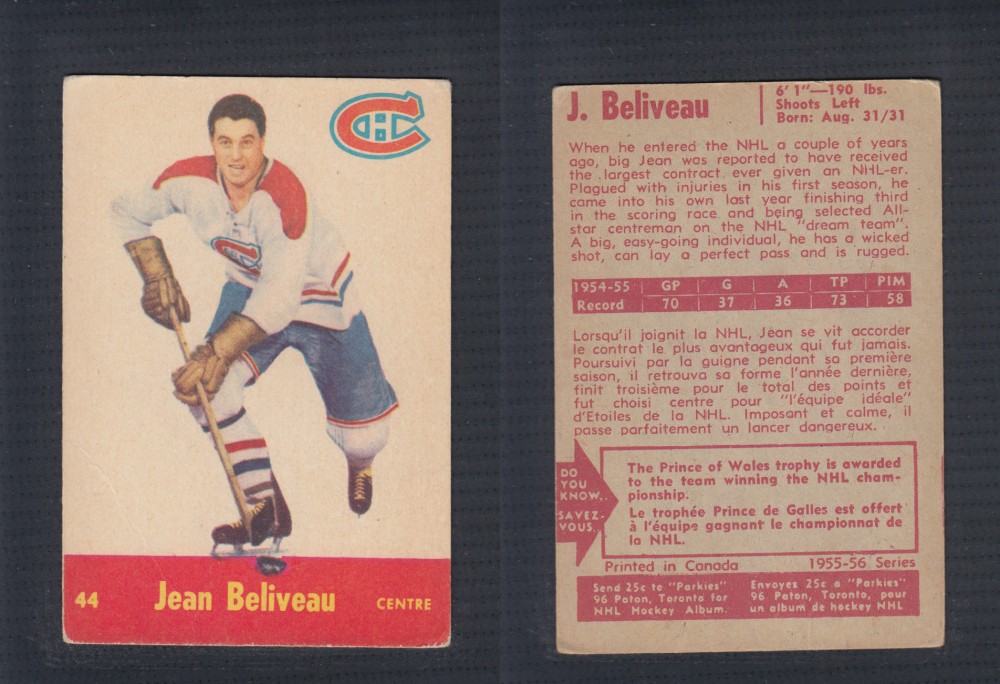 44 Jean Beliveau CENTRE
J. Beliveau
6' 1"—190 lbs.
Shoots Left
Born: Aug. 31/31
When he entered the NHL a couple of years
ago, big Jean was reported to have received
the largest contract ever given an NHL-er.
Plagued with injuries in his first season, he
came into his own last year finishing third
in the scoring race and being selected All-
star centreman on the NHL "dream team".
A big, easy-going individual, he has a wicked
shot, can lay a perfect pass and is rugged.
1954-55 GP G A TP PIM
Record 70 37 36 73 58
Lorsqu'il joignit la NHL, Jean se vit accorder
le contrat le plus avantageux qui fut jamais.
Poursuivi par la guigne pendant sa première
saison, il retrouva sa forme l'année dernière,
finit troisième pour le total des points et
fut choisi centre pour "l'équipe idéale"
d'Etoiles de la NHL. Imposant et calme, il
passe parfaitement un lancer dangereux.
DO
YOU
KNOW..
SAVEZ-
VOUS..
The Prince of Wales trophy is awarded
to the team winning the NHL cham-
pionship.
Le trophée Prince de Galles est offert
à l'équipe gagnant le championnat de
la NHL.
Printed in Canada 1955-56 Series
Send 25c to "Parkies"
96 Paton, Toronto for
NHL Hockey Album.
Envoyez 25c a "Parkies"
96 Paton, Toronto, pour
un album de hockey NHL